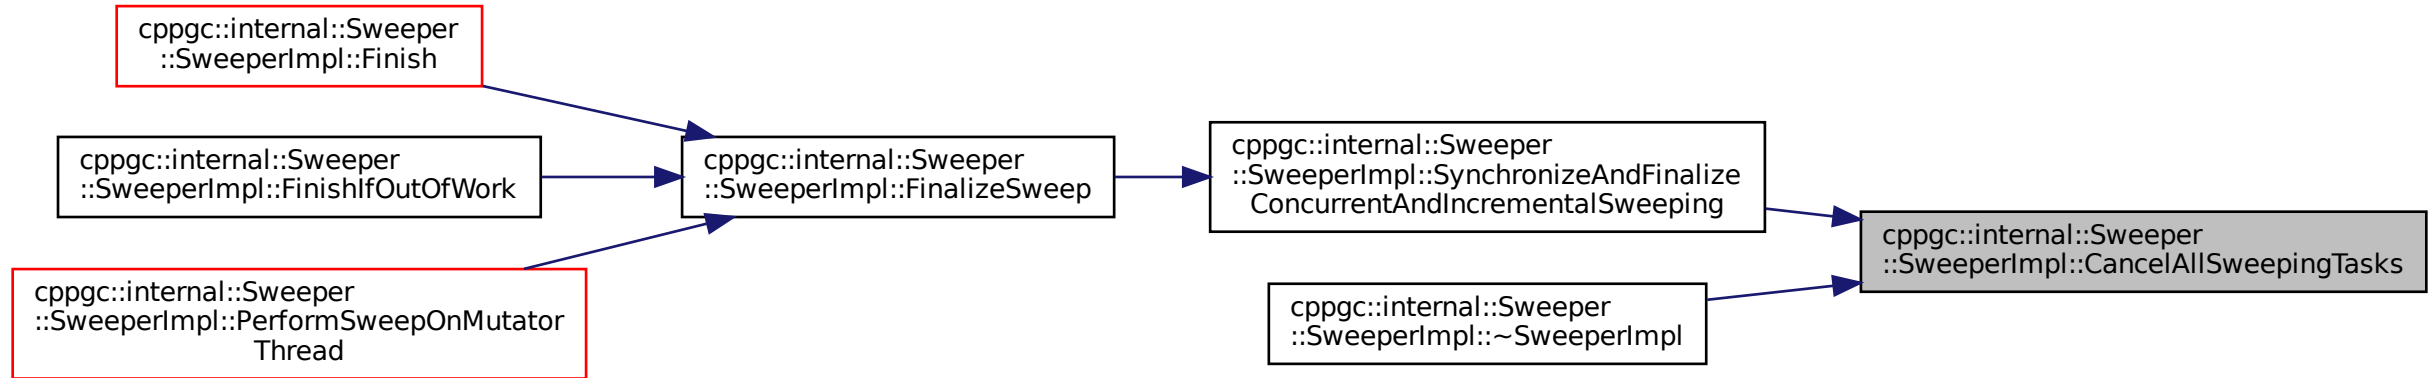 cppgc::internal::Sweeper
::SweeperImpl::Finish
cppgc::internal::Sweeper
::SweeperImpl::FinishIfOutOfWork
cppgc::internal::Sweeper
::SweeperImpl::PerformSweepOnMutator
Thread
cppgc::internal::Sweeper
::SweeperImpl::FinalizeSweep
cppgc::internal::Sweeper
::SweeperImpl::SynchronizeAndFinalize
ConcurrentAndIncrementalSweeping
cppgc::internal::Sweeper
::SweeperImpl::~SweeperImpl
cppgc::internal::Sweeper
::SweeperImpl::CancelAllSweepingTasks